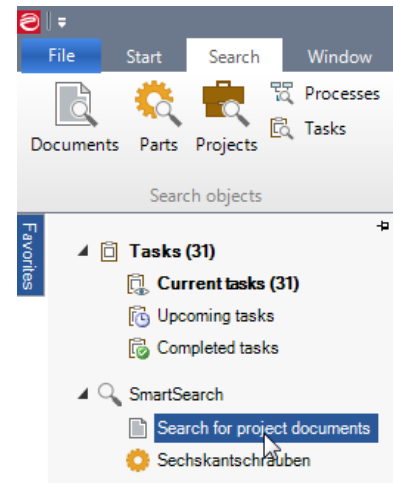 File Start Search Window
Documents Parts Projects Processes
Tasks
Search objects
Favorites
Tasks (31)
Current tasks (31)
Upcoming tasks
Completed tasks
SmartSearch
Search for project documents
Sechskantschrauben